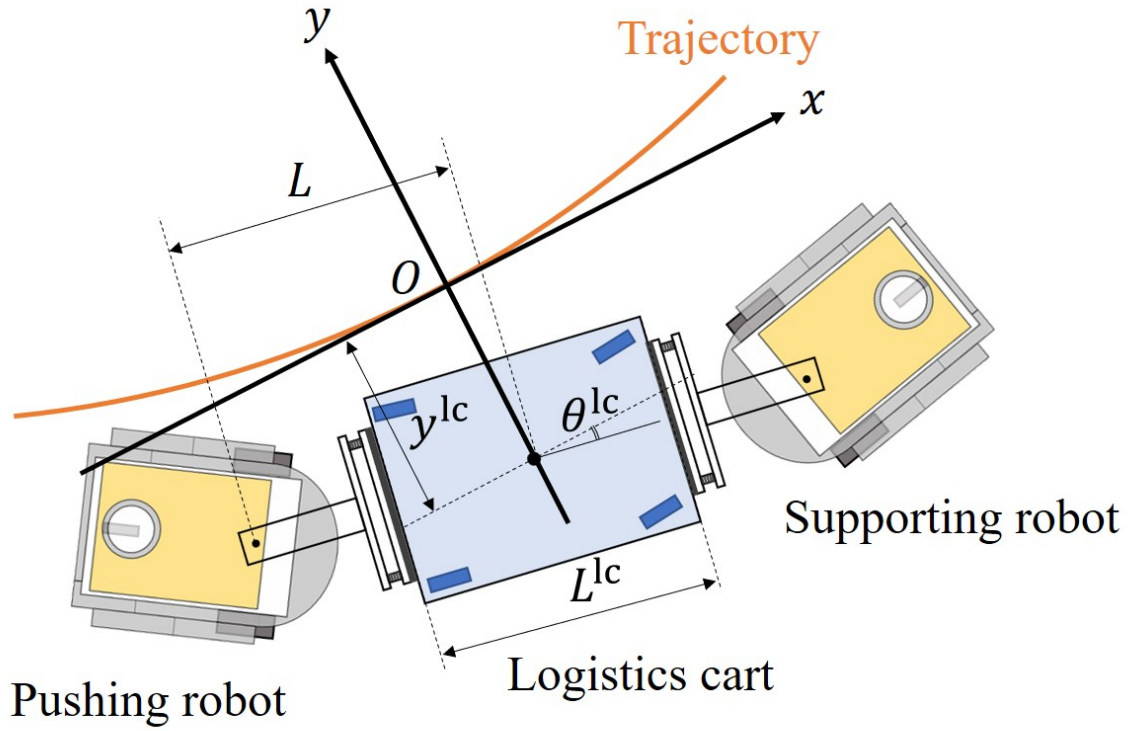 y
Trajectory
x
L
O
y^lc
θ^lc
Supporting robot
L^lc
Logistics cart
Pushing robot